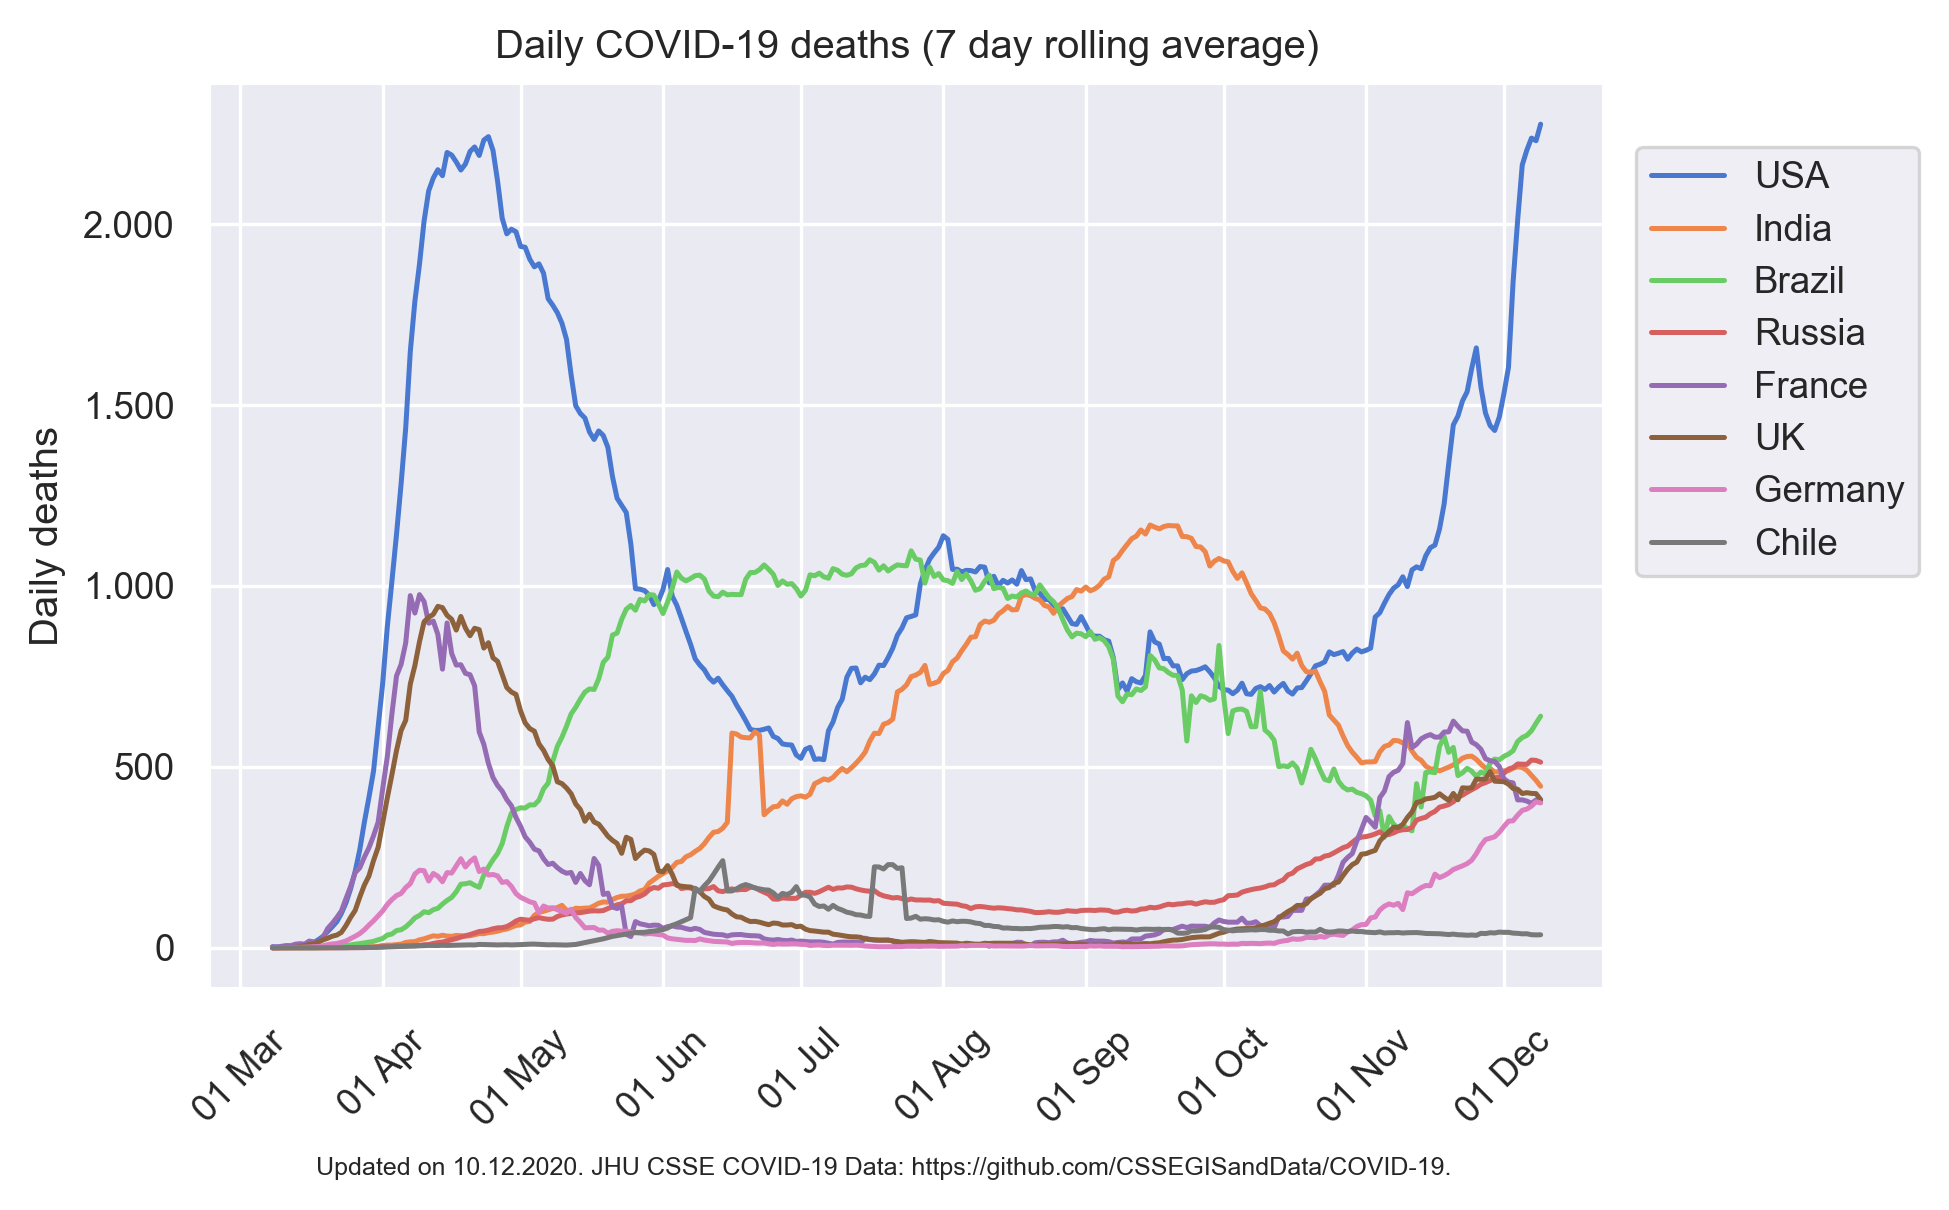 Daily COVID-19 deaths (7 day rolling average)
Daily deaths
2.000
1.500
1.000
500
0
01 Mar
01 Apr
01 May
01 Jun
01 Jul
01 Aug
01 Sep
01 Oct
01 Nov
01 Dec
USA
India
Brazil
Russia
France
UK
Germany
Chile
Updated on 10.12.2020. JHU CSSE COVID-19 Data: https://github.com/CSSEGISandData/COVID-19.